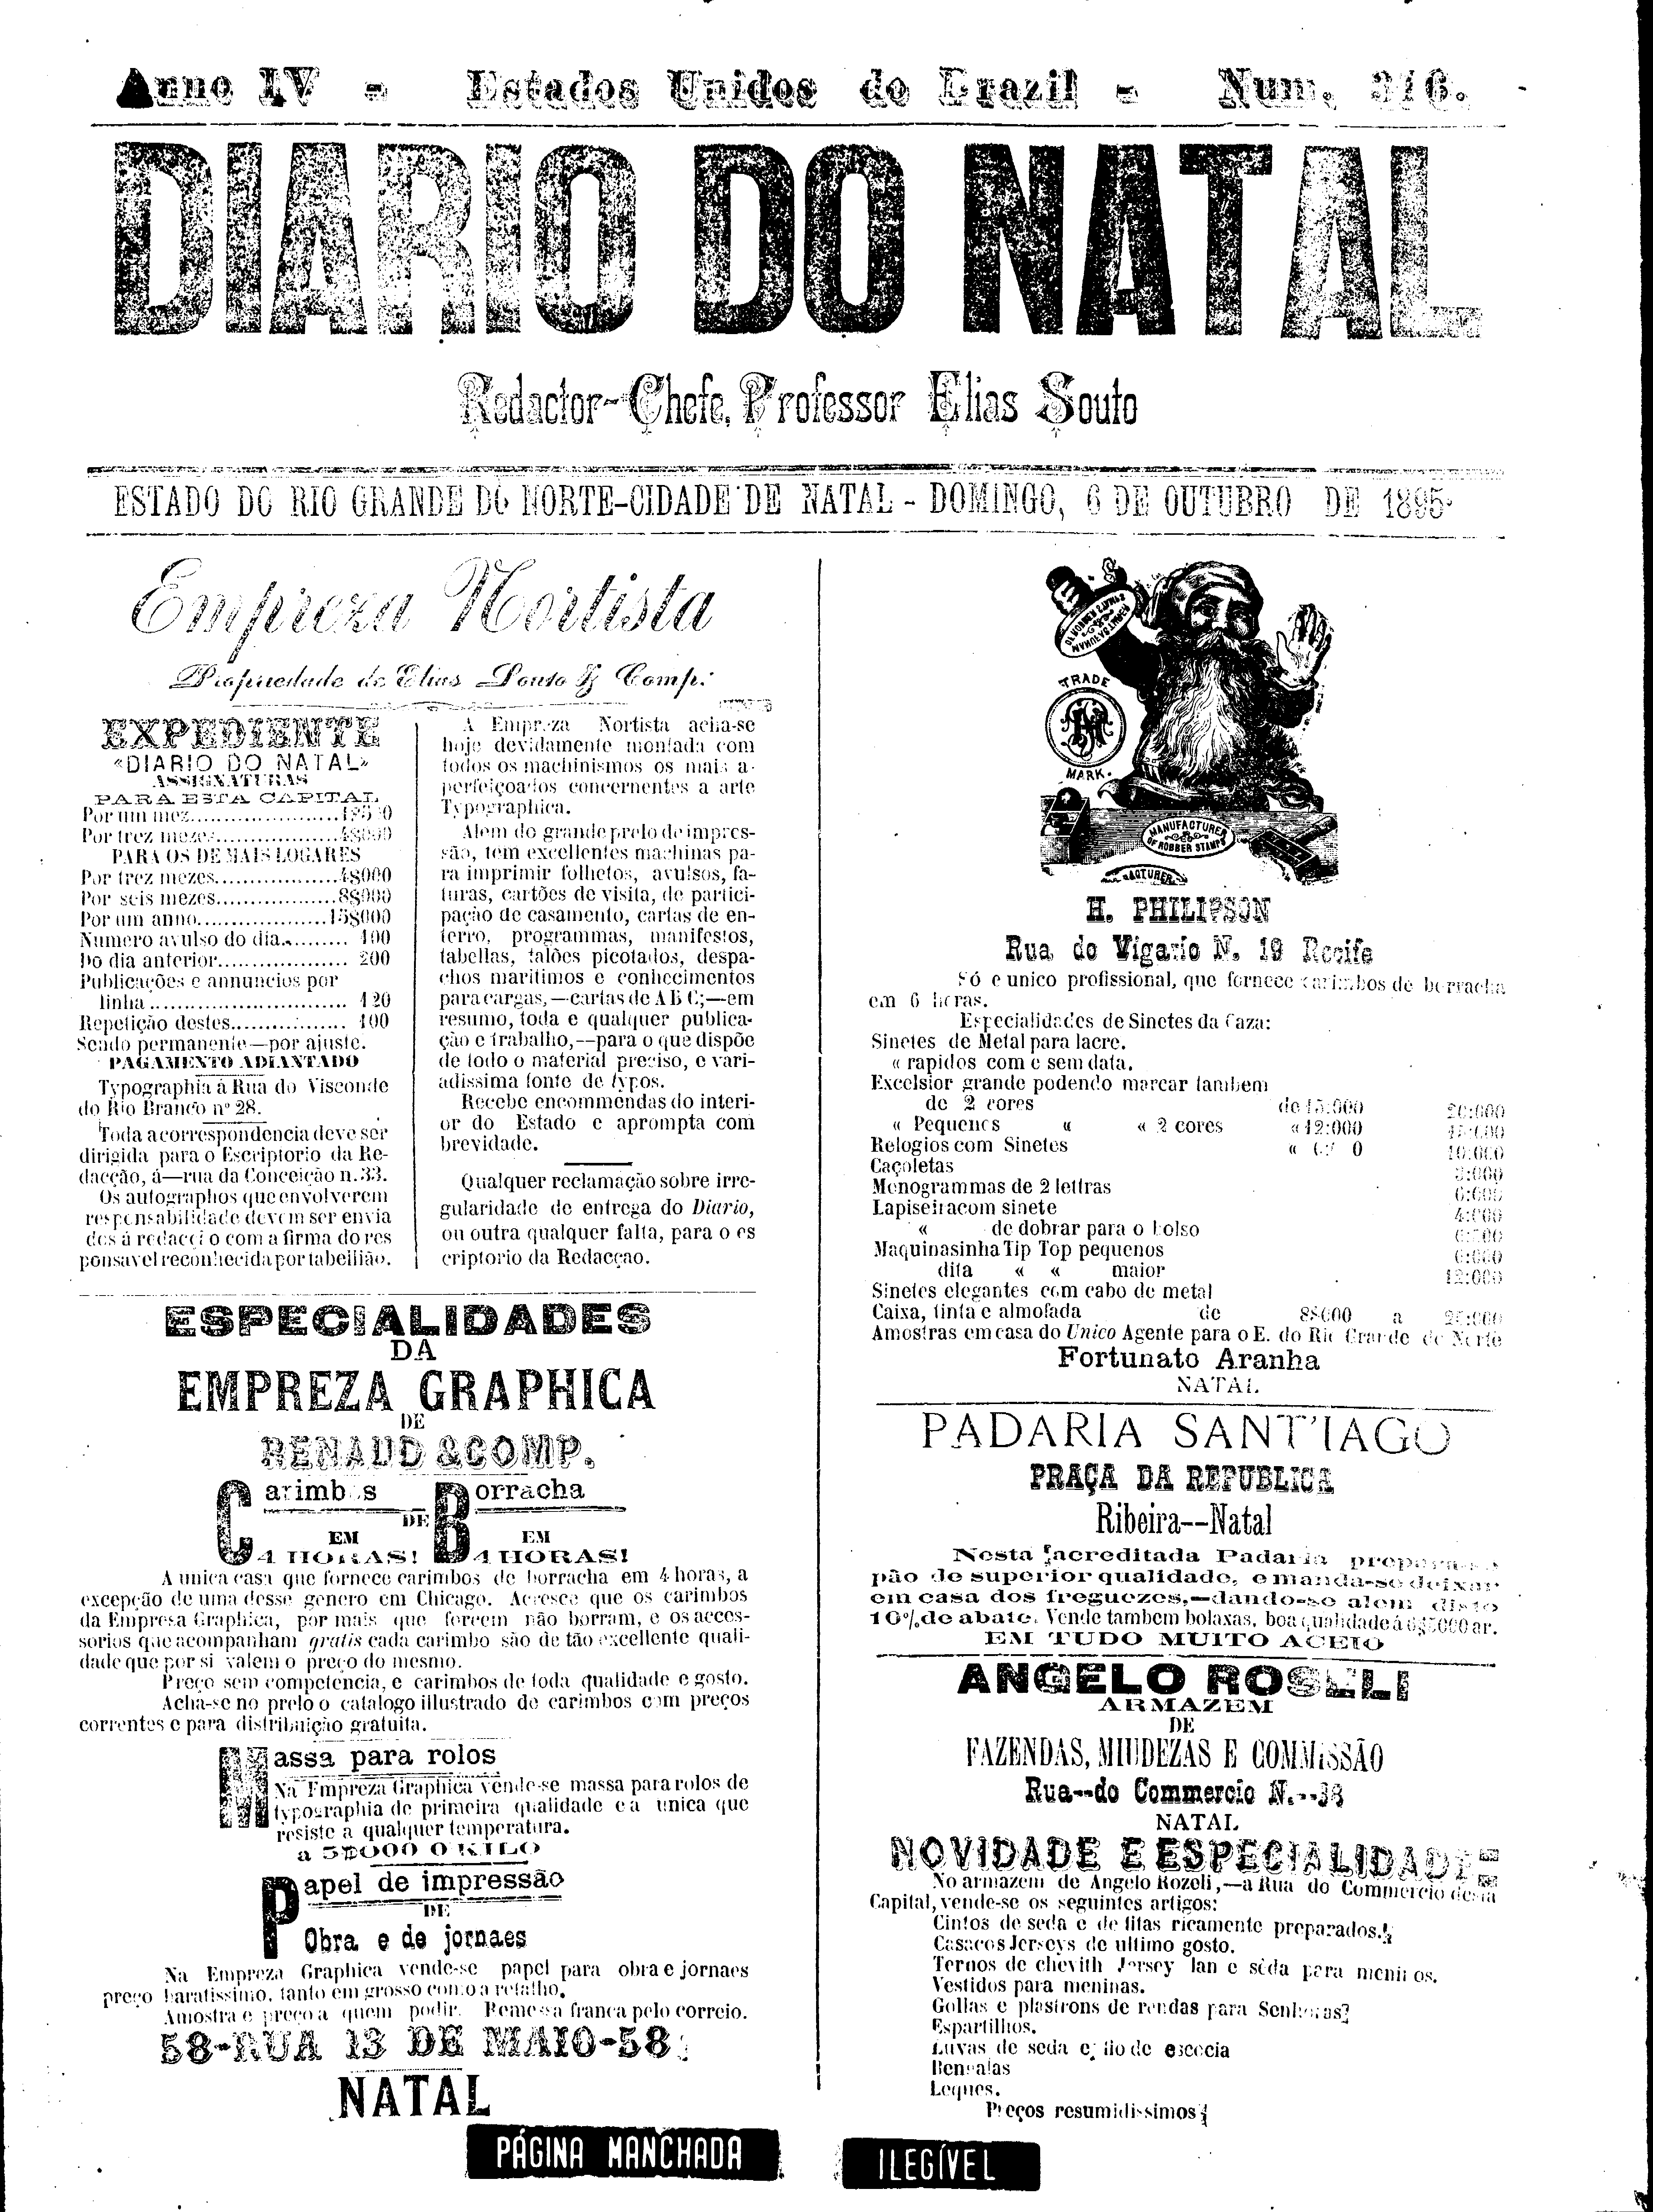 Anno IV - Estados Unidos do Brazil - Num. 316.
DIARIO DO NATAL
Redactor-Chefe, Professor Elias Souto
ESTADO DO RIO GRANDE DO NORTE-CIDADE DE NATAL - DOMINGO, 6 DE OUTUBRO DE 1895
Empreza Nortista
Propriedade de Elias Souto & Comp.
EXPEDIENTE
«DIARIO DO NATAL»
ASSIGNATURAS
PARA ESTA CAPITAL
Por um mez
Por trez mezes
PARA OS DE MAIS LOGARES
Por trez mezes 4$000
Por seis mezes 8$000
Por um anno 15$000
Numero avulso do dia 100
Do dia anterior 200
Publicações e annuncios por
linha 120
Repetição destes 100
Sendo permanente—por ajuste.
PAGAMENTO ADIANTADO
Typographia á Rua do Visconde
do Rio Branco nº 28.
Toda a correspondencia deve ser
dirigida para o Escriptorio da Re-
dacção, á—rua da Conceição n. 33.
Os autographos que envolverem
responsabilidade devem ser envia
dos á redacção com a firma do res
ponsavel reconhecida por tabellião.
A Empreza Nortista acha-se
hoje devidamente montada com
todos os machinismos os mais a-
perfeiçoados concernentes a arte
Typographica.
Alem do grande prelo de impres-
são, tem excellentes machinas pa-
ra imprimir folhetos, avulsos, fa-
turas, cartões de visita, de partici-
pação de casamento, cartas de en-
terro, programmas, manifestos,
tabellas, talões picotados, despa-
chos maritimos e conhecimentos
para cargas,—cartas de A B C;—em
resumo, toda e qualquer publica-
ção e trabalho,--para o que dispõe
de todo o material preciso, e vari-
adissima fonte de typos.
Recebe encommendas do interi-
or do Estado e aprompta com
brevidade.
Qualquer reclamação sobre irre-
gularidade de entrega do Diario,
ou outra qualquer falta, para o es
criptorio da Redacção.
ESPECIALIDADES
DA
EMPREZA GRAPHICA
DE
RENAUD & COMP.
Carimbos DE Borracha
EM EM
4 HORAS! 4 HORAS!
A unica casa que fornece carimbos de borracha em 4 horas, a
excepção de uma desse genero em Chicago. Acresce que os carimbos
da Empresa Graphica, por mais que forcem não borram, e os acces-
sorios que acompanham gratis cada carimbo são de tão excellente quali-
dade que por si valem o preço do mesmo.
Preço sem competencia, e carimbos de toda qualidade e gosto.
Acha-se no prelo o catalogo illustrado de carimbos com preços
correntes e para distribuição gratuita.
Massa para rolos
Na Empreza Graphica vende-se massa para rolos de
typographia de primeira qualidade e a unica que
resiste a qualquer temperatura.
a 5$000 O KILO
Papel de impressão
DE
Obra e de jornaes
Na Empreza Graphica vende-se papel para obra e jornaes
preço baratissimo, tanto em grosso como a retalho.
Amostra e preço a quem pedir. Remessa franca pelo correio.
58-RUA 13 DE MAIO-58
NATAL
TRADE
MARK.
MANUFACTURER
OF RUBBER STAMPS
H. PHILIPSON
Rua do Vigario N. 19 Recife
Só e unico profissional, que fornece carimbos de borracha
em 6 horas.
Especialidades de Sinetes da Caza:
Sinetes de Metal para lacre.
« rapidos com e sem data.
Excelsior grande podendo marcar tambem
de 2 cores de 15:000 20:000
« Pequenos « « 2 cores « 12:000
Relogios com Sinetes « 10:000
Caçoletas
Monogrammas de 2 lettras
Lapiseira com sinete 4:000
« de dobrar para o bolso
Maquinasinha Tip Top pequenos 6:000
dita « « maior 12:000
Sinetes elegantes com cabo de metal
Caixa, tinta e almofada de 8$000 a
Amostras em casa do Unico Agente para o E. do Rio Grande do Norte
Fortunato Aranha
NATAL
PADARIA SANT'IAGO
PRAÇA DA REPUBLICA
Ribeira--Natal
Nesta acreditada Padaria prepara-se
pão de superior qualidade, e manda-se deixar
em casa dos freguezes,—dando-se alem disto
10% de abate. Vende tambem bolaxas, boa qualidade á 6$5000 ar.
EM TUDO MUITO ACEIO
ANGELO ROSELI
ARMAZEM
DE
FAZENDAS, MIUDEZAS E COMMISSÃO
Rua--do Commercio N.--38
NATAL
NOVIDADE E ESPECIALIDADE
No armazem de Angelo Rozeli,—a Rua do Commercio desta
Capital, vende-se os seguintes artigos:
Cintos de seda e de fitas ricamente preparados.
Casacos Jerseys de ultimo gosto.
Ternos de chevith Jersey lan e sêda para meninos.
Vestidos para meninas.
Gollas e plastrons de rendas para Senhoras
Espartilhos.
Luvas de seda e fio de escocia
Bengalas
Leques.
Preços resumidissimos
PÁGINA MANCHADA
ILEGÍVEL